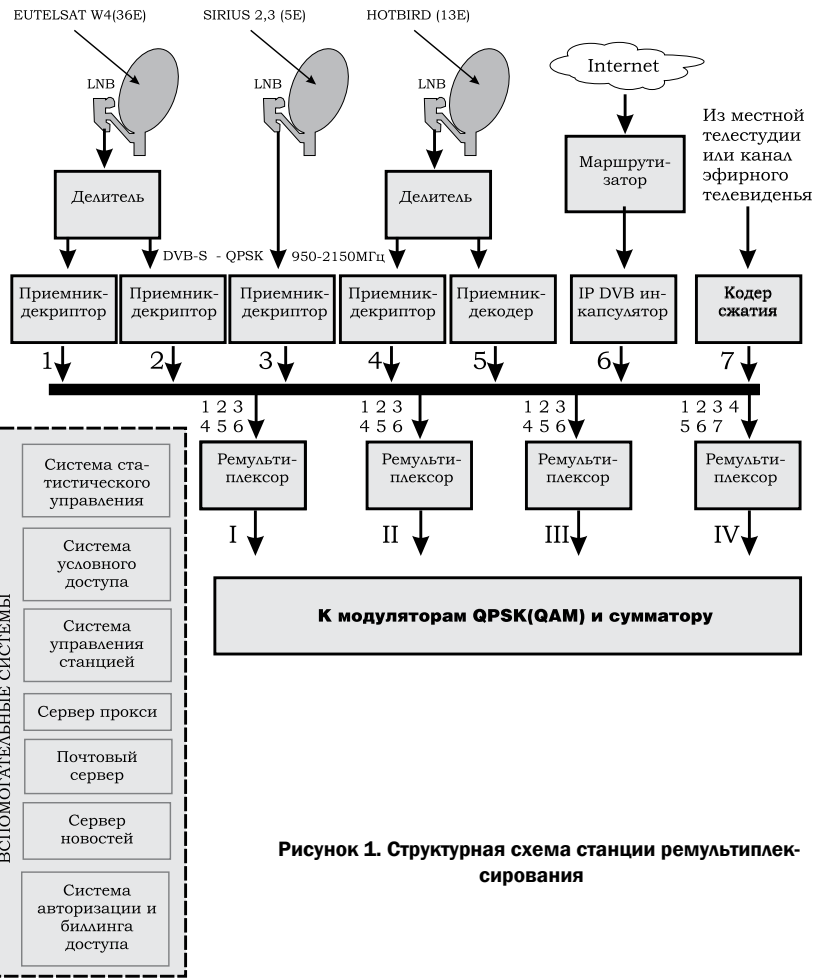 EUTELSAT W4(36E)
SIRIUS 2,3 (5E)
HOTBIRD (13E)
LNB
LNB
LNB
Internet
Из местной
телестудии
или канал
эфирного
телевиденья
Маршрути-
затор
Делитель
Делитель
DVB-S - QPSK 950-2150МГц
Приемник-
декриптор
Приемник-
декриптор
Приемник-
декриптор
Приемник-
декриптор
Приемник-
декодер
IP DVB ин-
капсулятор
Кодер
сжатия
1
2
3
4
5
6
7
1 2 3
4 5 6
1 2 3
4 5 6
1 2 3
4 5 6
1 2 3 4
5 6 7
Ремульти-
плексор
Ремульти-
плексор
Ремульти-
плексор
Ремульти-
плексор
I
II
III
IV
К модуляторам QPSK(QAM) и сумматору
ВСПОМОГАТЕЛЬНЫЕ СИСТЕМЫ
Система ста-
тистического
управления
Система
условного
доступа
Система
управления
станцией
Сервер прокси
Почтовый
сервер
Сервер
новостей
Система
авторизации и
биллинга
доступа
Рисунок 1. Структурная схема станции ремультиплек-
сирования